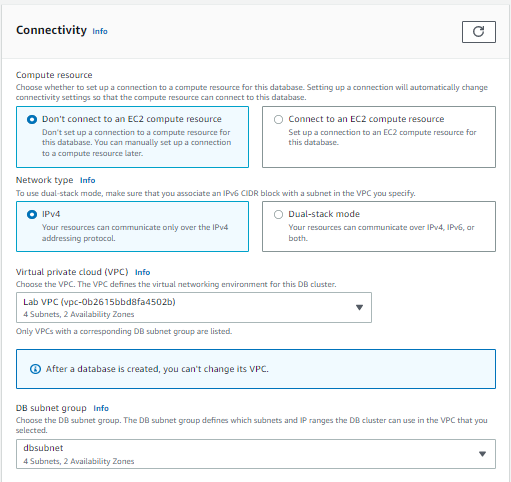 Connectivity Info
Compute resource
Choose whether to set up a connection to a compute resource for this database. Setting up a connection will automatically change
connectivity settings so that the compute resource can connect to this database.
Don't connect to an EC2 compute resource
Don't set up a connection to a compute resource for
this database. You can manually set up a connection
to a compute resource later.
Connect to an EC2 compute resource
Set up a connection to an EC2 compute resource for
this database.
Network type Info
To use dual-stack mode, make sure that you associate an IPv6 CIDR block with a subnet in the VPC you specify.
IPv4
Your resources can communicate only over the IPv4
addressing protocol.
Dual-stack mode
Your resources can communicate over IPv4, IPv6, or
both.
Virtual private cloud (VPC) Info
Choose the VPC. The VPC defines the virtual networking environment for this DB cluster.
Lab VPC (vpc-0b2615bbd8fa4502b)
4 Subnets, 2 Availability Zones
Only VPCs with a corresponding DB subnet group are listed.
After a database is created, you can't change its VPC.
DB subnet group Info
Choose the DB subnet group. The DB subnet group defines which subnets and IP ranges the DB cluster can use in the VPC that you
selected.
dbsubnet
4 Subnets, 2 Availability Zones